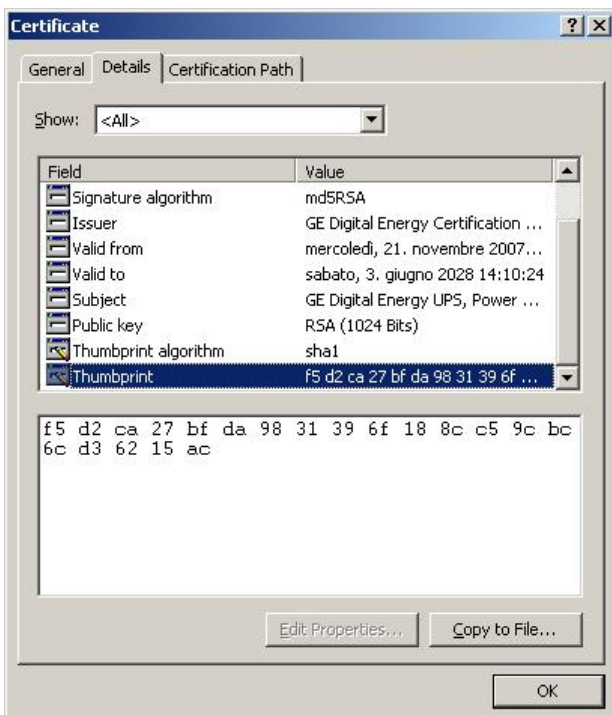 Certificate
General Details Certification Path
Show: <All>
Field Value
Signature algorithm md5RSA
Issuer GE Digital Energy Certification ...
Valid from mercoledì, 21. novembre 2007...
Valid to sabato, 3. giugno 2028 14:10:24
Subject GE Digital Energy UPS, Power ...
Public key RSA (1024 Bits)
Thumbprint algorithm sha1
Thumbprint f5 d2 ca 27 bf da 98 31 39 6f ...
f5 d2 ca 27 bf da 98 31 39 6f 18 8c c5 9c bc
6c d3 62 15 ac
Edit Properties... Copy to File...
OK